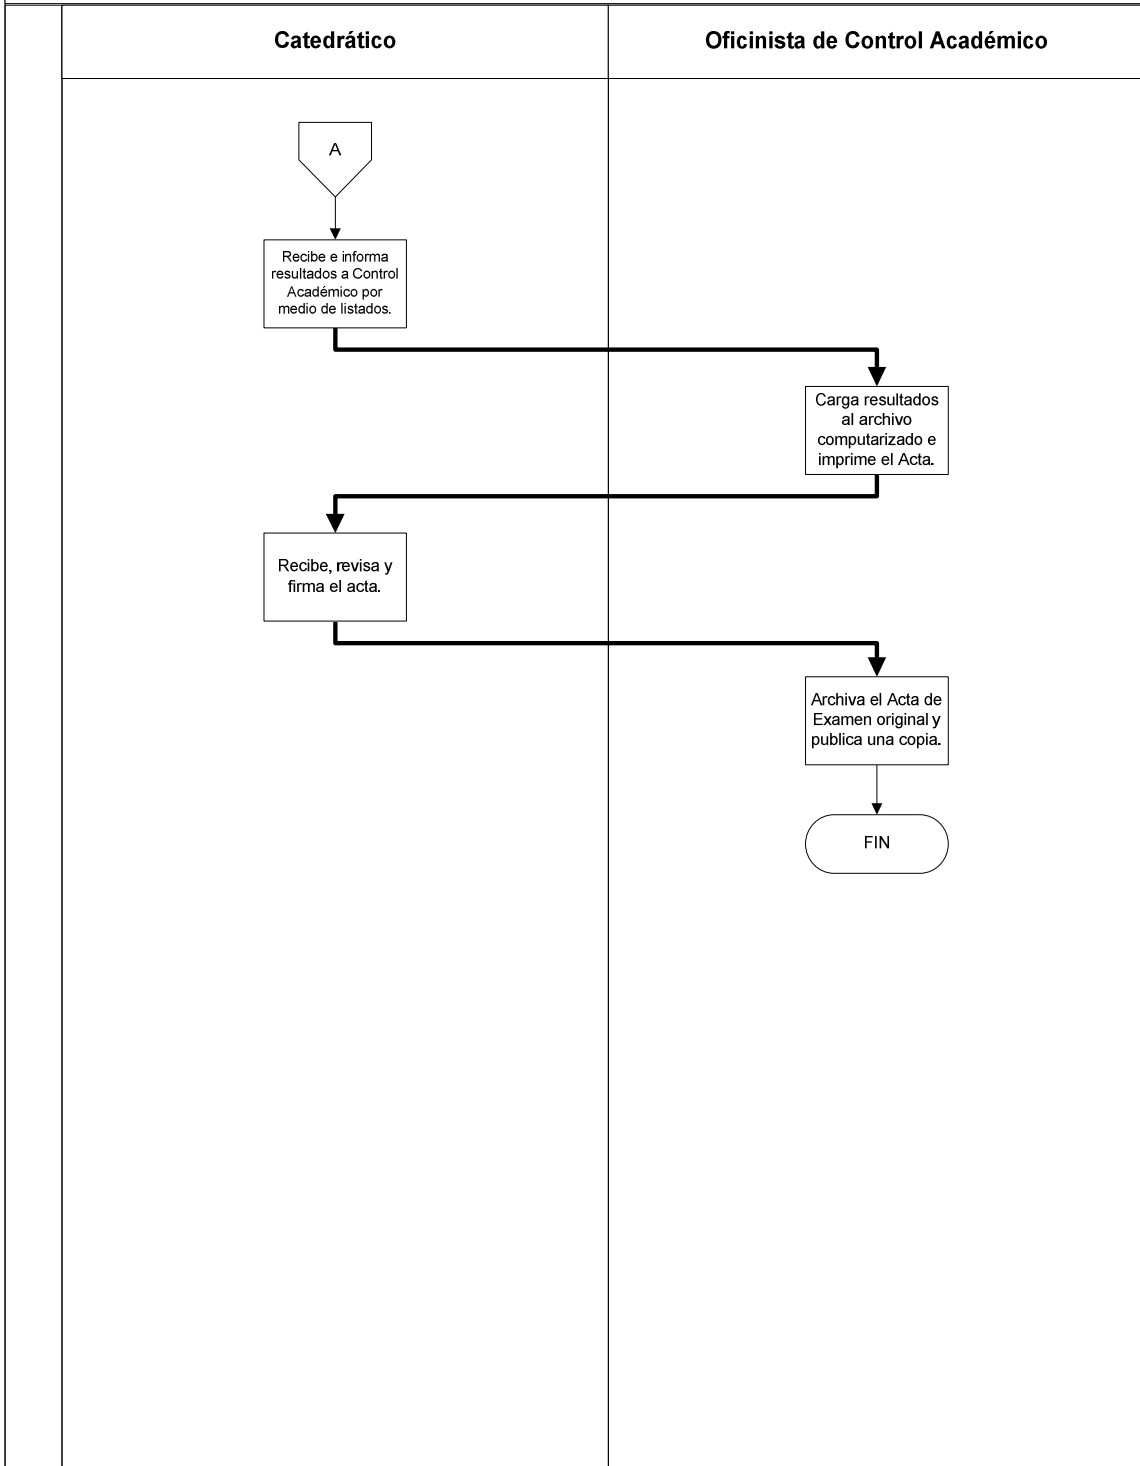 Catedrático
Oficinista de Control Académico
A
Recibe e informa
resultados a Control
Académico por
medio de listados.
Carga resultados
al archivo
computarizado e
imprime el Acta.
Recibe, revisa y
firma el acta.
Archiva el Acta de
Examen original y
publica una copia.
FIN